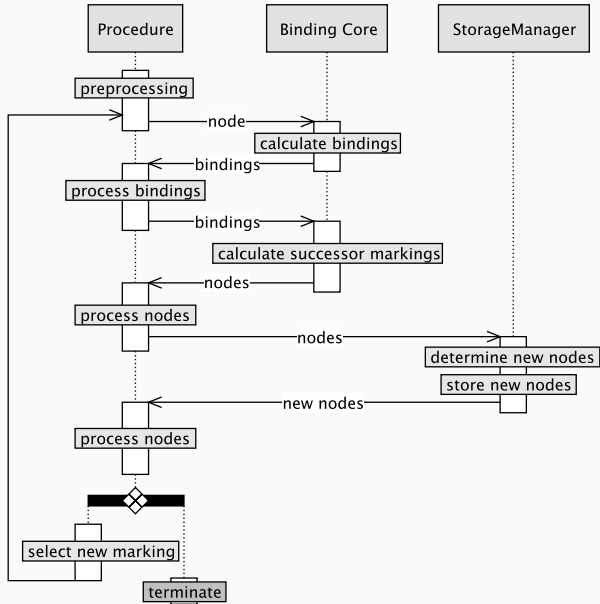 Procedure
Binding Core
StorageManager
preprocessing
node
calculate bindings
bindings
process bindings
bindings
calculate successor markings
nodes
process nodes
nodes
determine new nodes
store new nodes
new nodes
process nodes
select new marking
terminate